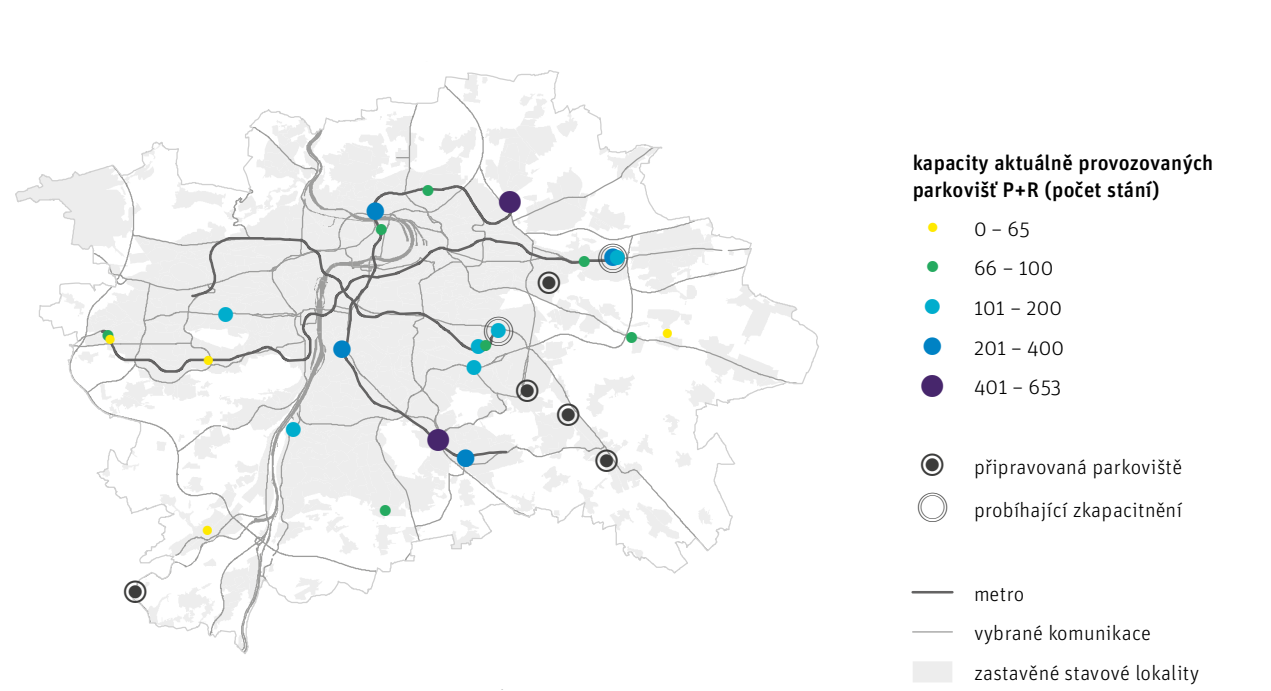 kapacity aktuálně provozovaných
parkovišť P+R (počet stání)
0 – 65
66 – 100
101 – 200
201 – 400
401 – 653
připravovaná parkoviště
probíhající zkapacitnění
metro
vybrané komunikace
zastavěné stavové lokality